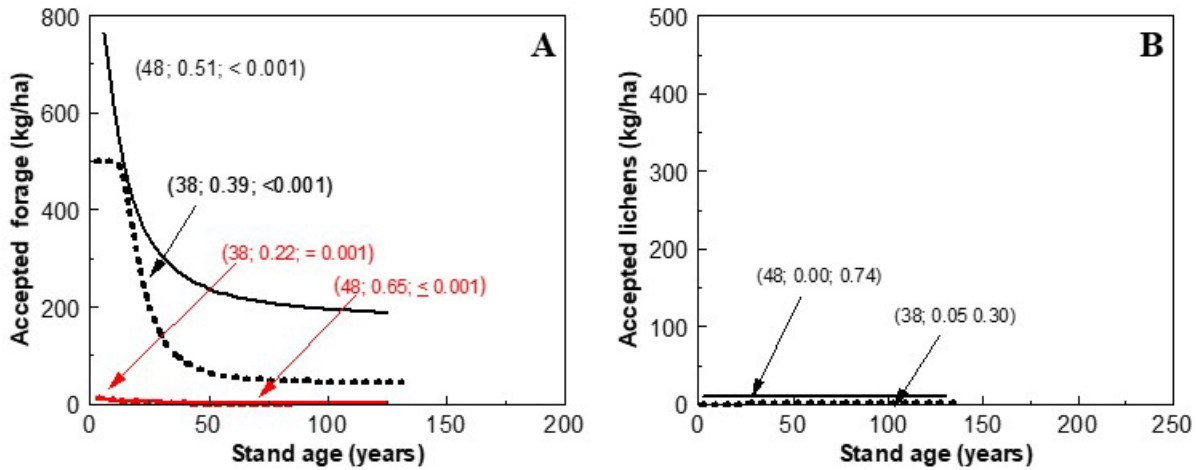 A
Accepted forage (kg/ha)
800
600
400
200
0
(48; 0.51; < 0.001)
(38; 0.39; <0.001)
(38; 0.22; = 0.001)
(48; 0.65; ≤ 0.001)
0 50 100 150 200
Stand age (years)
B
Accepted lichens (kg/ha)
500
400
300
200
100
0
(48; 0.00; 0.74)
(38; 0.05 0.30)
0 50 100 150 200 250
Stand age (years)